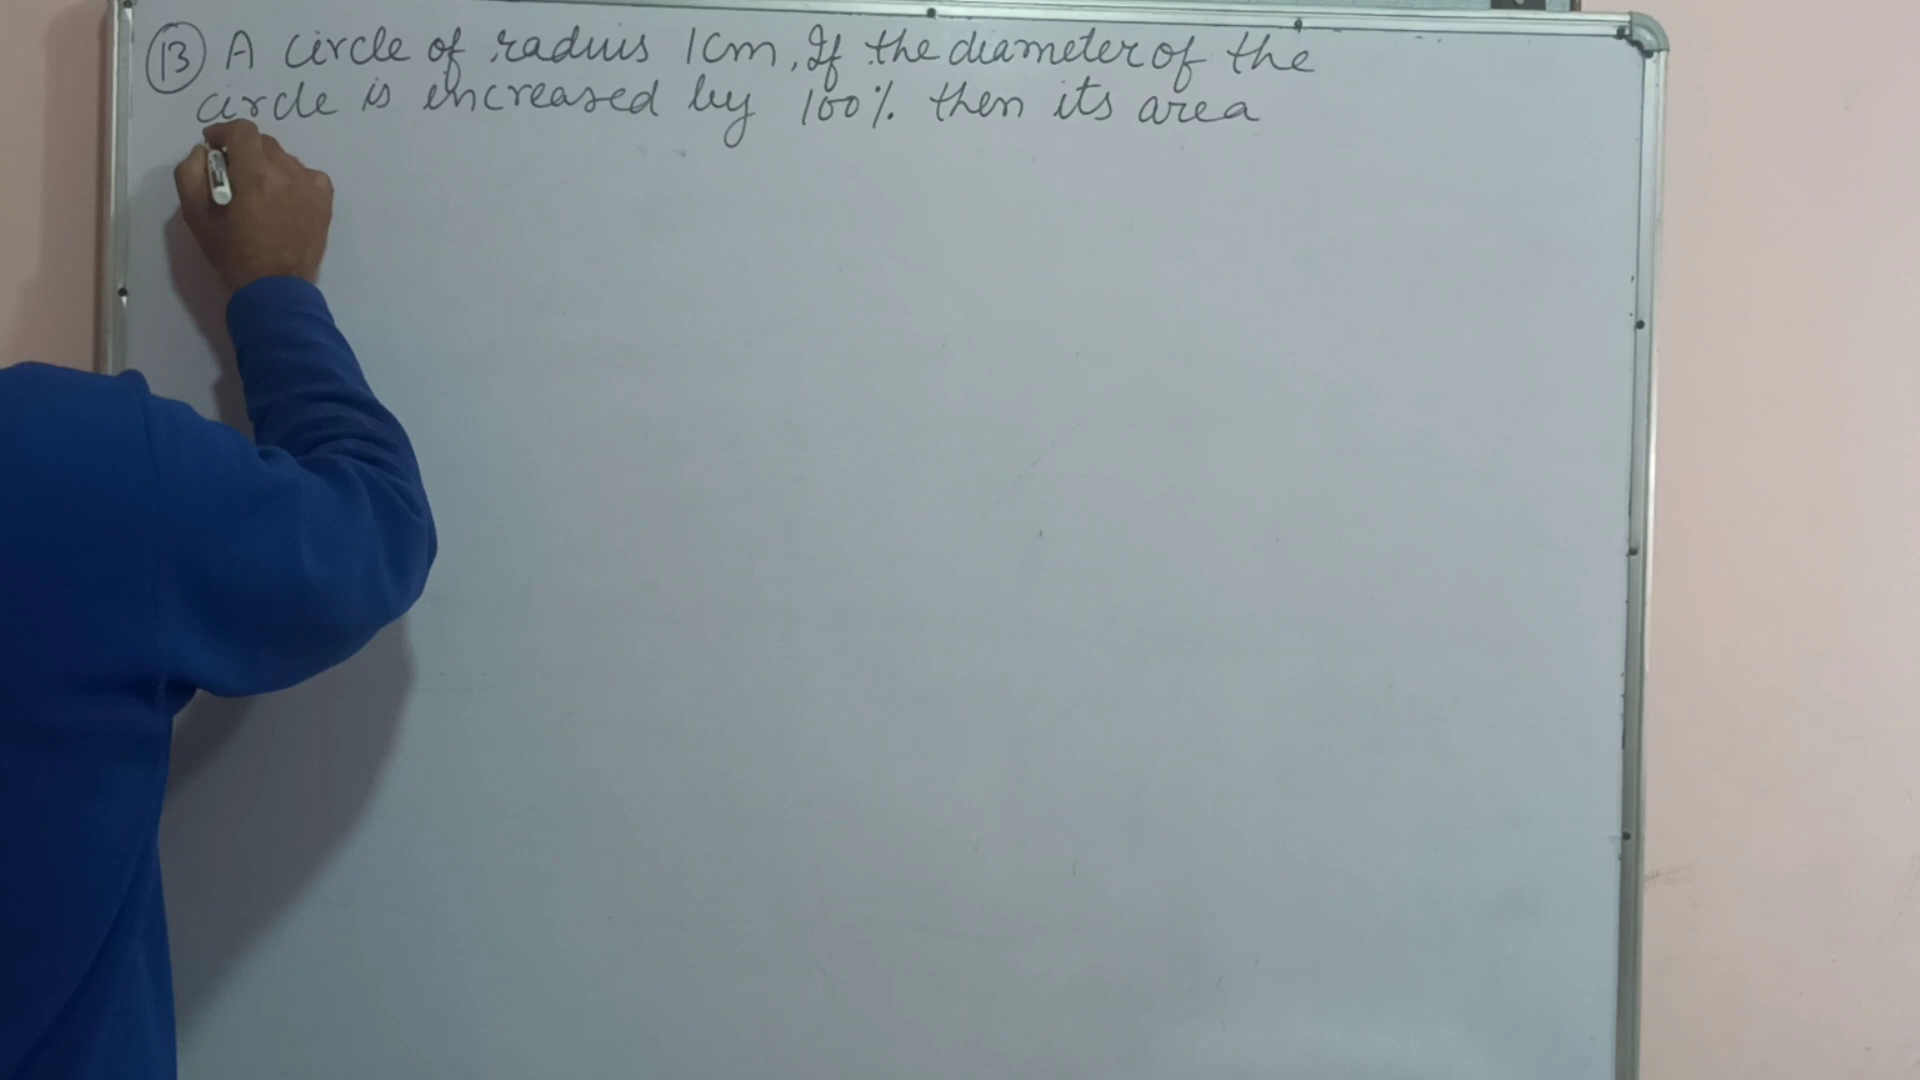 (13) A circle of radius 1cm, If the diameter of the
circle is increased by 100% then its area